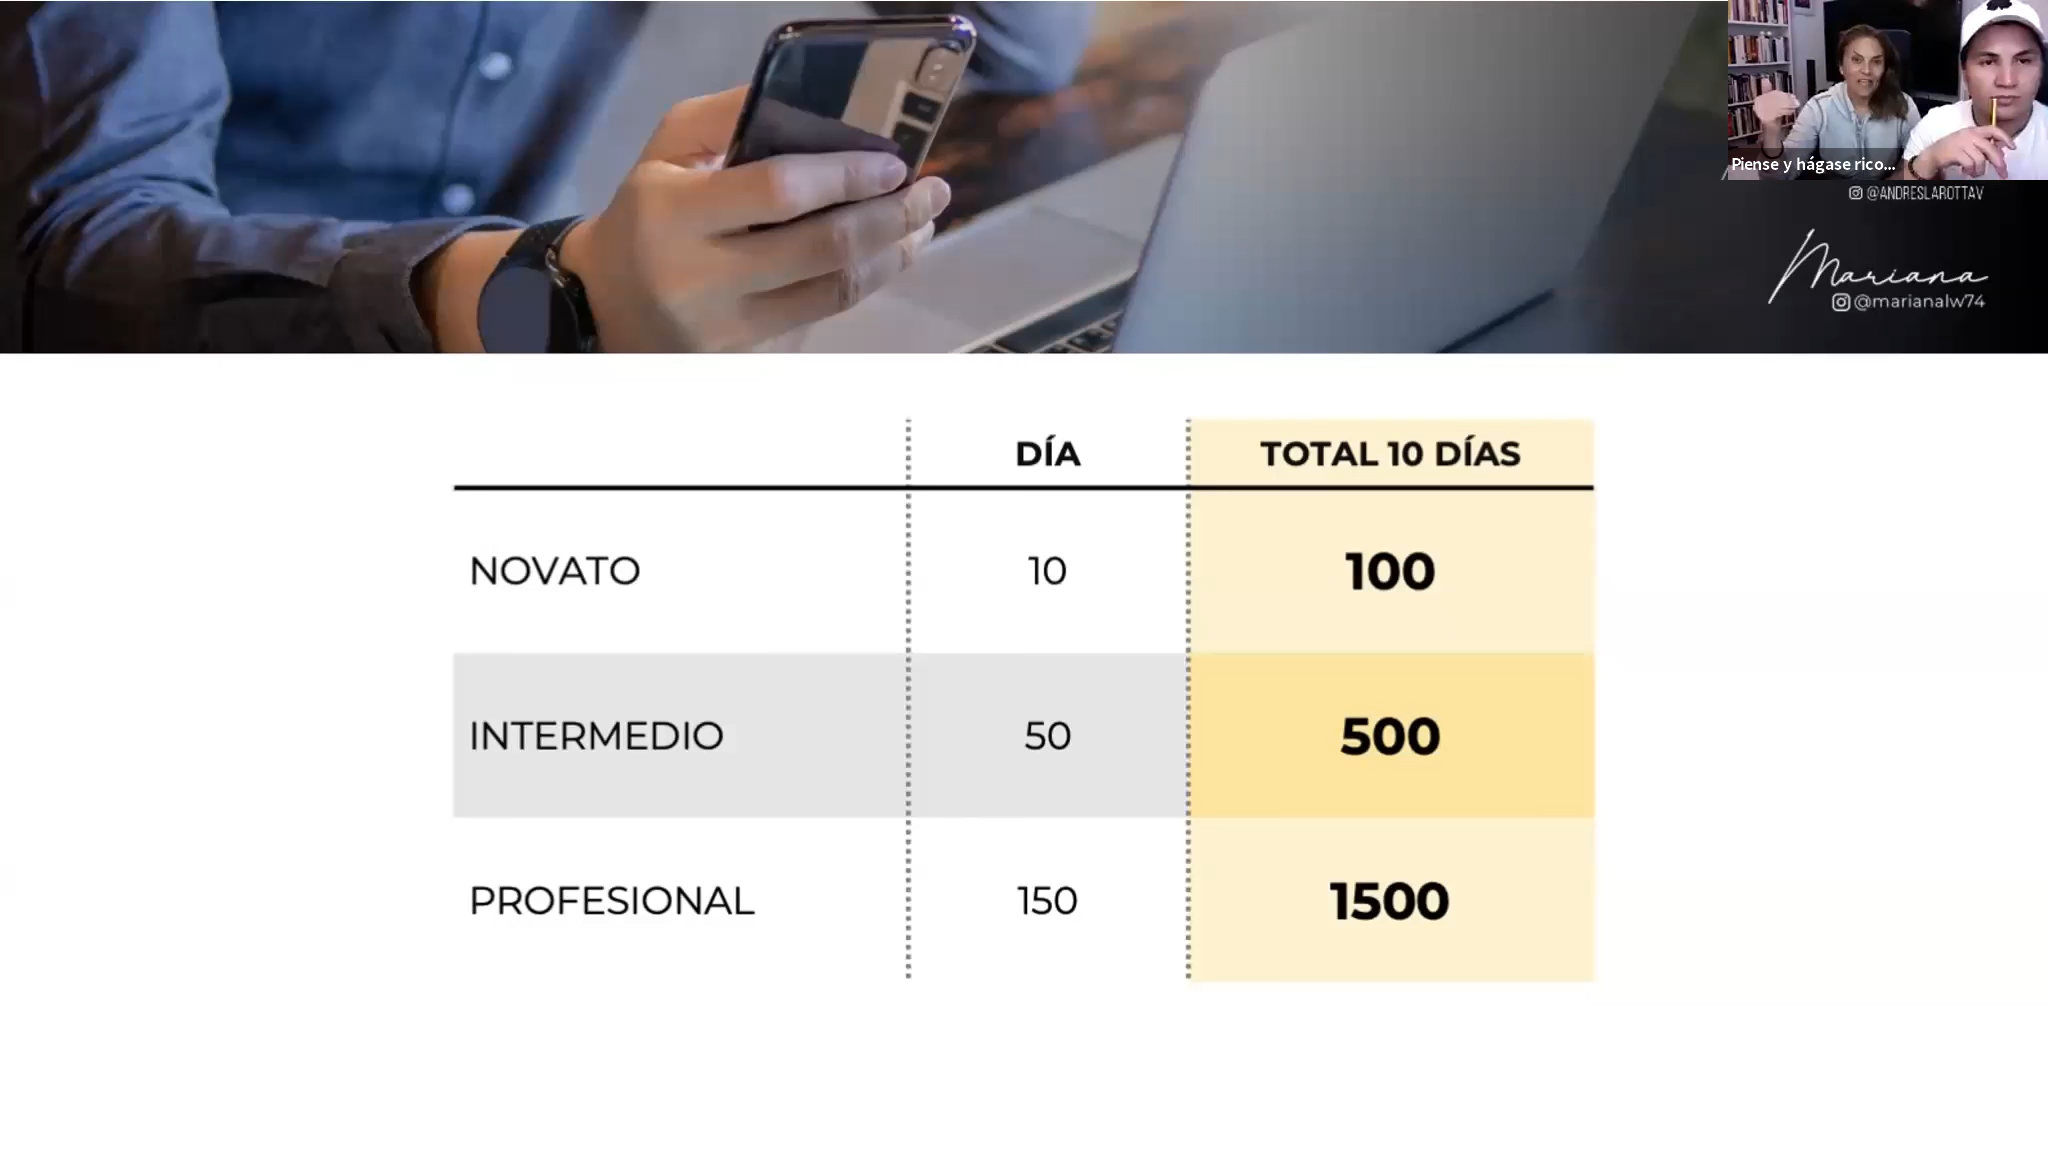 Piense y hágase rico...
@ANDRESLAROTTAV
Mariana
@marianalw74
DÍA TOTAL 10 DÍAS
NOVATO 10 100
INTERMEDIO 50 500
PROFESIONAL 150 1500